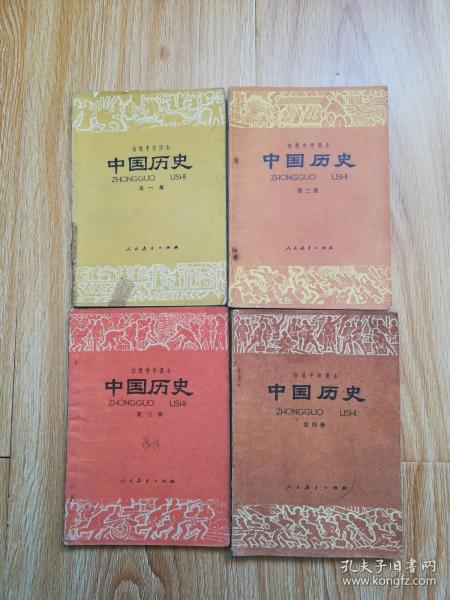 初级中学课本
中国历史
ZHONGGUO LISHI
第一册
人民教育出版社
初级中学课本
中国历史
ZHONGGUO LISHI
第二册
人民教育出版社
初级中学课本
中国历史
ZHONGGUO LISHI
第三册
人民教育出版社
初级中学课本
中国历史
ZHONGGUO LISHI
第四册
人民教育出版社
孔夫子旧书网
www.kongfz.com